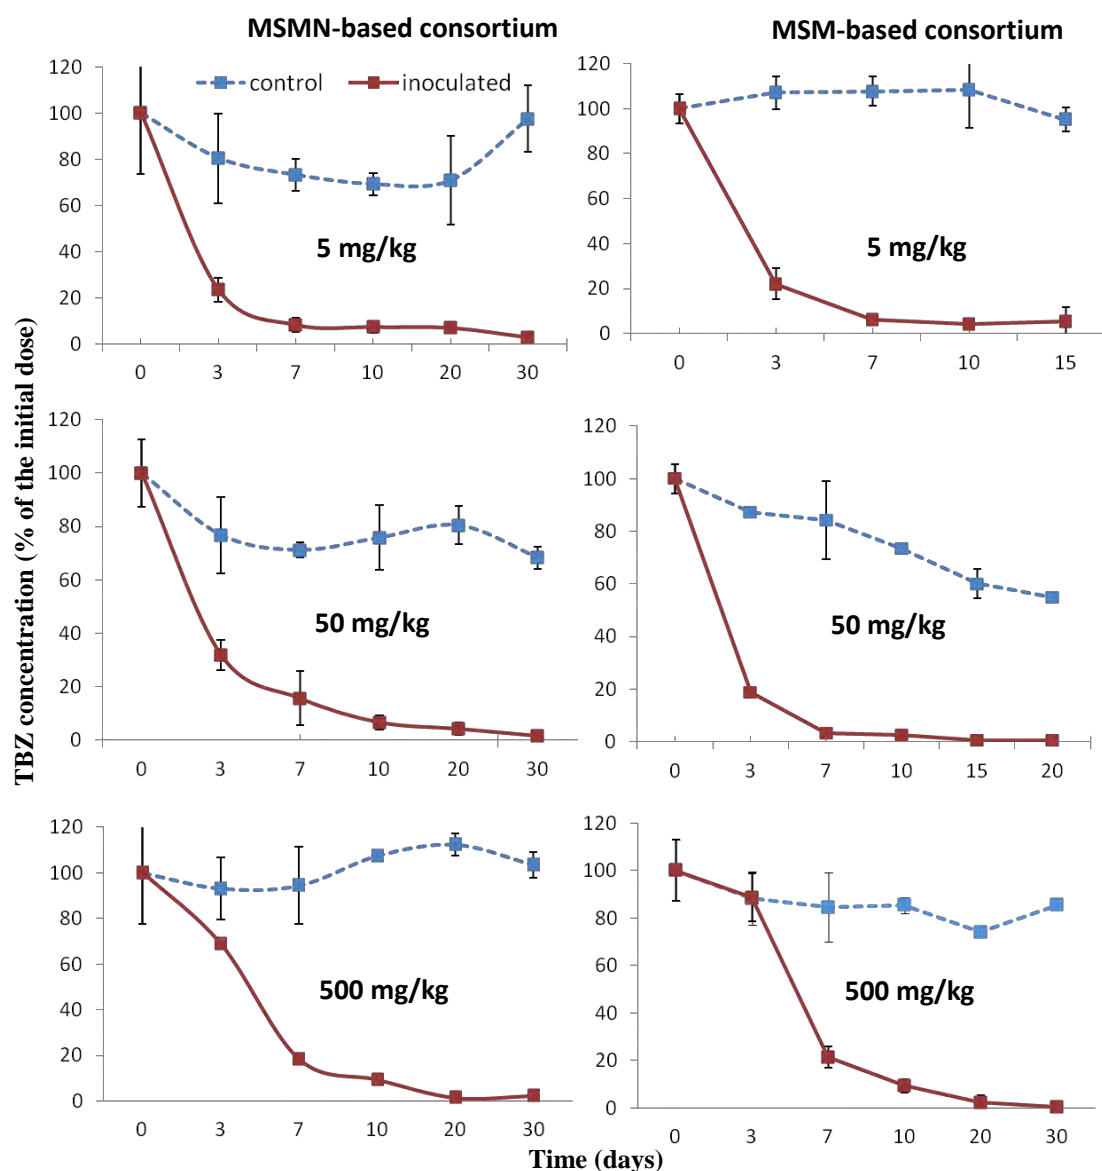 MSMN-based consortium
MSM-based consortium
TBZ concentration (% of the initial dose)
control
inoculated
120
100
80
60
40
20
0
5 mg/kg
0 3 7 10 20 30
120
100
80
60
40
20
0
5 mg/kg
0 3 7 10 15
120
100
80
60
40
20
0
50 mg/kg
0 3 7 10 20 30
120
100
80
60
40
20
0
50 mg/kg
0 3 7 10 15 20
120
100
80
60
40
20
0
500 mg/kg
0 3 7 10 20 30
120
100
80
60
40
20
0
500 mg/kg
0 3 7 10 20 30
Time (days)